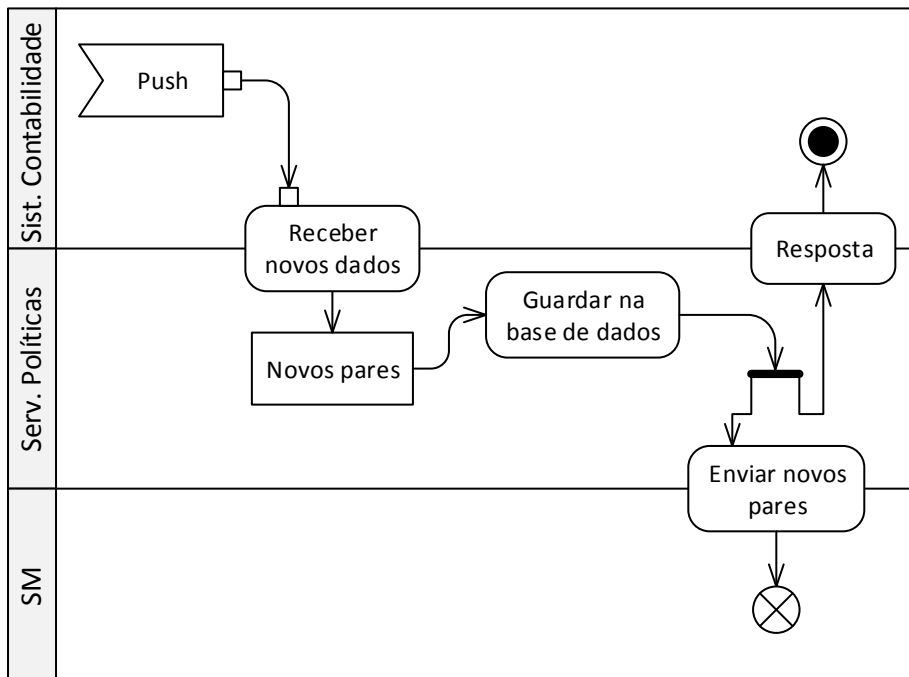 Sist. Contabilidade
Push
Receber
novos dados
Resposta
Serv. Políticas
Guardar na
base de dados
Novos pares
Enviar novos
pares
SM